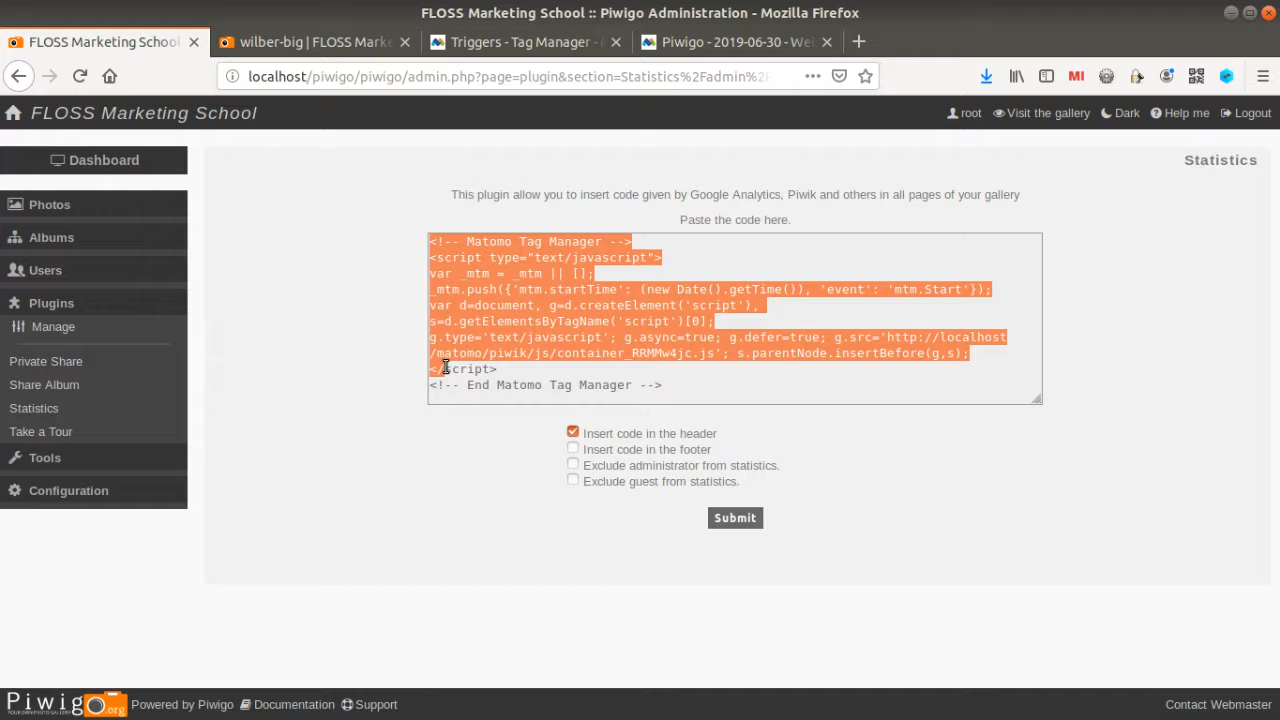 FLOSS Marketing School :: Piwigo Administration - Mozilla Firefox
FLOSS Marketing School
wilber-big | FLOSS Marke
Triggers - Tag Manager -
Piwigo - 2019-06-30 - We
localhost/piwigo/piwigo/admin.php?page=plugin&section=Statistics%2Fadmin%2F
MI
FLOSS Marketing School
root
Visit the gallery
Dark
Help me
Logout
Dashboard
Photos
Albums
Users
Plugins
Manage
Private Share
Share Album
Statistics
Take a Tour
Tools
Configuration
Statistics
This plugin allow you to insert code given by Google Analytics, Piwik and others in all pages of your gallery
Paste the code here.
<!-- Matomo Tag Manager -->
<script type="text/javascript">
var _mtm = _mtm || [];
_mtm.push({'mtm.startTime': (new Date().getTime()), 'event': 'mtm.Start'});
var d=document, g=d.createElement('script'),
s=d.getElementsByTagName('script')[0];
g.type='text/javascript'; g.async=true; g.defer=true; g.src='http://localhost
/matomo/piwik/js/container_RRMMw4jc.js'; s.parentNode.insertBefore(g,s);
</script>
<!-- End Matomo Tag Manager -->
Insert code in the header
Insert code in the footer
Exclude administrator from statistics.
Exclude guest from statistics.
Submit
Piwigo .org
Powered by Piwigo
Documentation
Support
Contact Webmaster